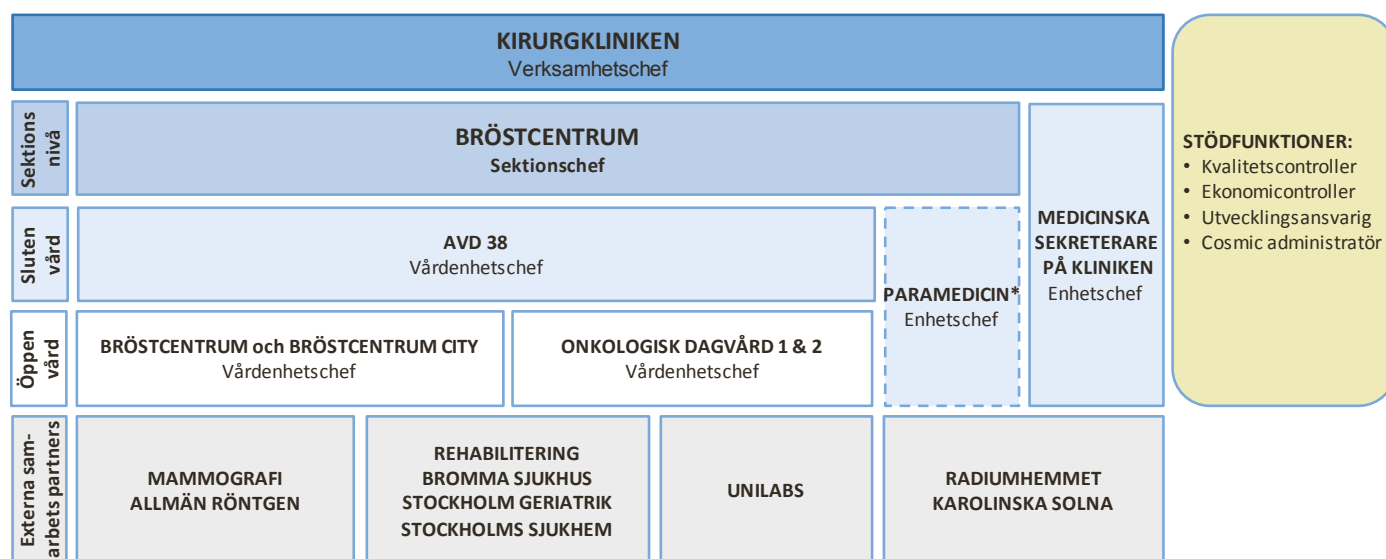 KIRURGKLINIKEN
Verksamhetschef
Sektions
nivå
BRÖSTCENTRUM
Sektionschef
MEDICINSKA
SEKRETERARE
PÅ KLINIKEN
Enhetschef
STÖDFUNKTIONER:
• Kvalitetscontroller
• Ekonomicontroller
• Utvecklingsansvarig
• Cosmic administratör
Sluten
vård
AVD 38
Vårdenhetschef
PARAMEDICIN*
Enhetschef
Öppen
vård
BRÖSTCENTRUM och BRÖSTCENTRUM CITY
Vårdenhetschef
ONKOLOGISK DAGVÅRD 1 & 2
Vårdenhetschef
Externa sam-
arbets partners
MAMMOGRAFI
ALLMÄN RÖNTGEN
REHABILITERING
BROMMA SJUKHUS
STOCKHOLM GERIATRIK
STOCKHOLMS SJUKHEM
UNILABS
RADIUMHEMMET
KAROLINSKA SOLNA